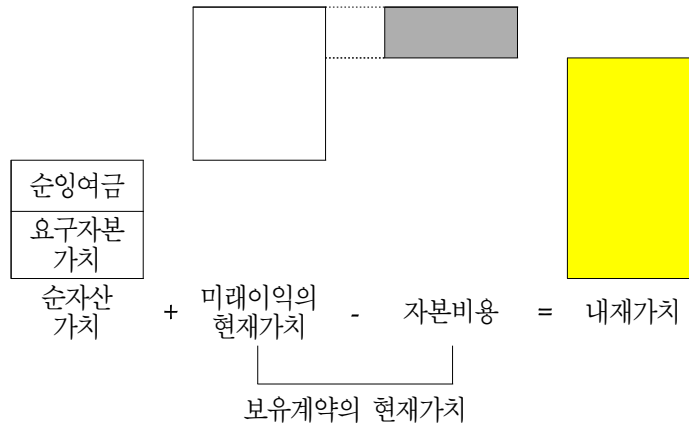 순잉여금
요구자본
가치
순자산
가치
+
미래이익의
현재가치
-
자본비용
=
내재가치
보유계약의 현재가치